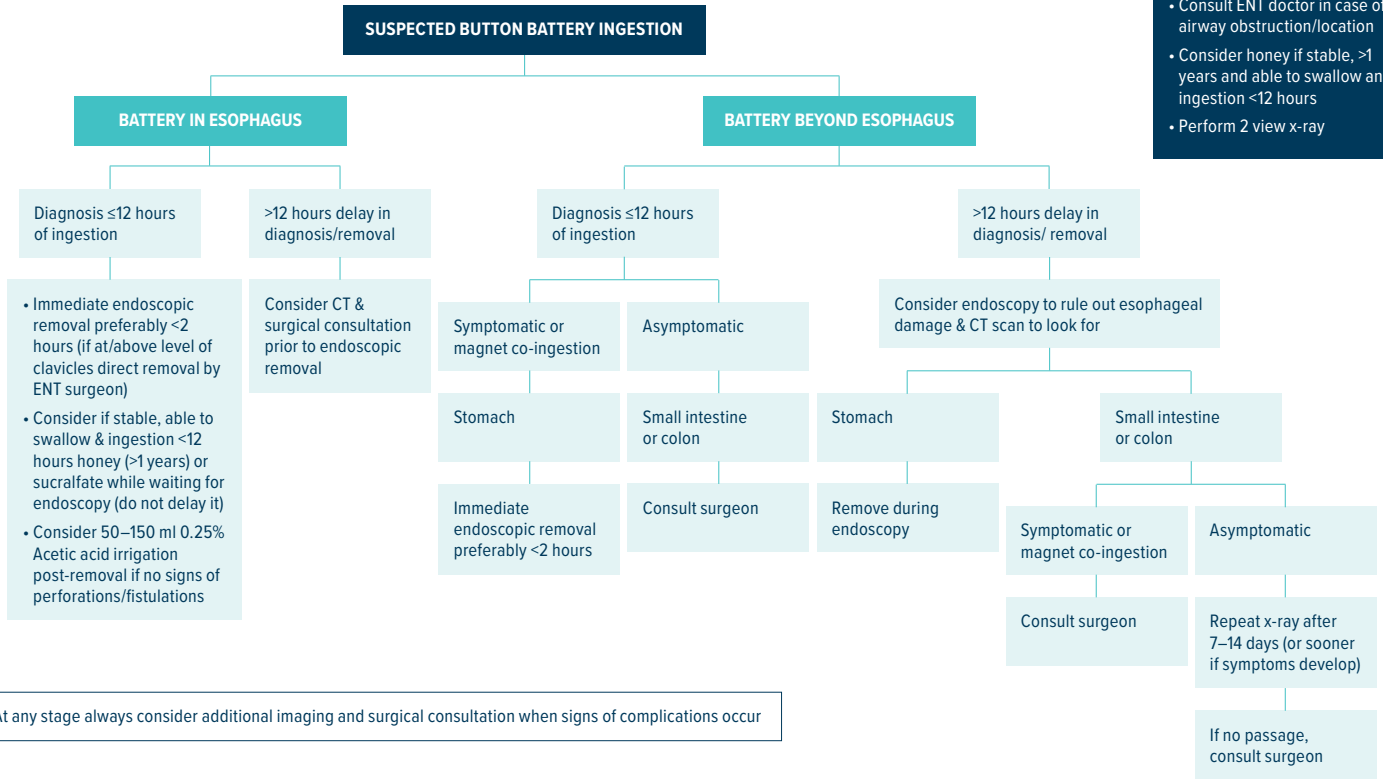 SUSPECTED BUTTON BATTERY INGESTION
• Consult ENT doctor in case of
airway obstruction/location
• Consider honey if stable, >1
years and able to swallow
ingestion <12 hours
• Perform 2 view x-ray
BATTERY IN ESOPHAGUS
BATTERY BEYOND ESOPHAGUS
Diagnosis ≤12 hours
of ingestion
>12 hours delay in
diagnosis/removal
Diagnosis ≤12 hours
of ingestion
>12 hours delay in
diagnosis/ removal
• Immediate endoscopic
removal preferably <2
hours (if at/above level of
clavicles direct removal by
ENT surgeon)
• Consider if stable, able to
swallow & ingestion <12
hours honey (>1 years) or
sucralfate while waiting for
endoscopy (do not delay it)
• Consider 50–150 ml 0.25%
Acetic acid irrigation
post-removal if no signs of
perforations/fistulations
Consider CT &
surgical consultation
prior to endoscopic
removal
Symptomatic or
magnet co-ingestion
Asymptomatic
Consider endoscopy to rule out esophageal
damage & CT scan to look for
Stomach
Small intestine
or colon
Stomach
Small intestine
or colon
Immediate
endoscopic removal
preferably <2 hours
Consult surgeon
Remove during
endoscopy
Symptomatic or
magnet co-ingestion
Asymptomatic
Consult surgeon
Repeat x-ray after
7–14 days (or sooner
if symptoms develop)
If no passage,
consult surgeon
At any stage always consider additional imaging and surgical consultation when signs of complications occur